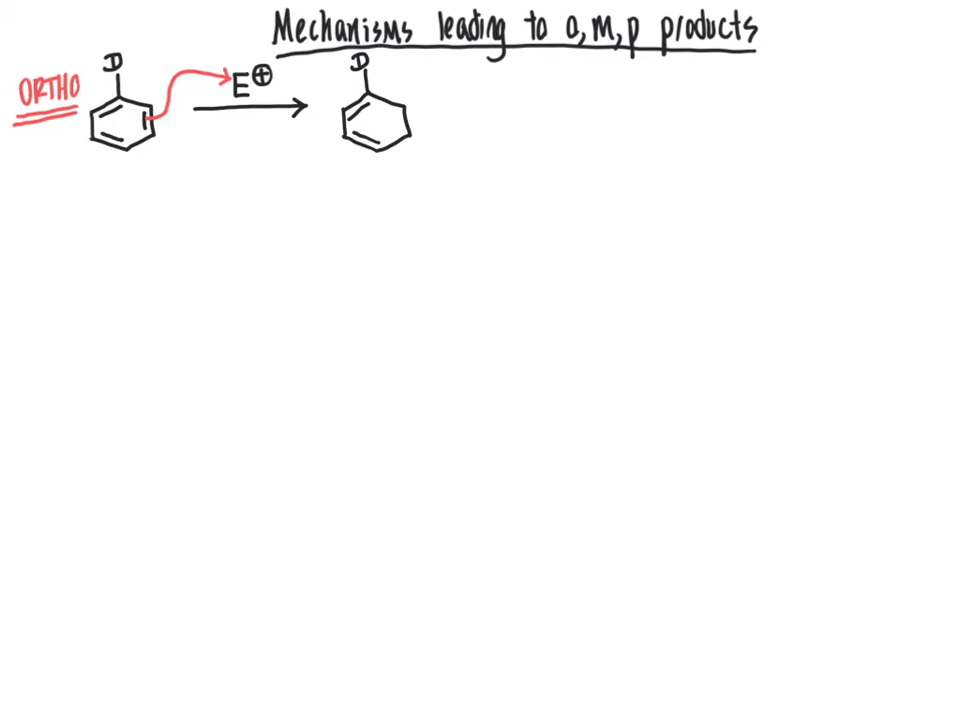 Mechanisms leading to o, m, p products
ORTHO
D
E⊕
D